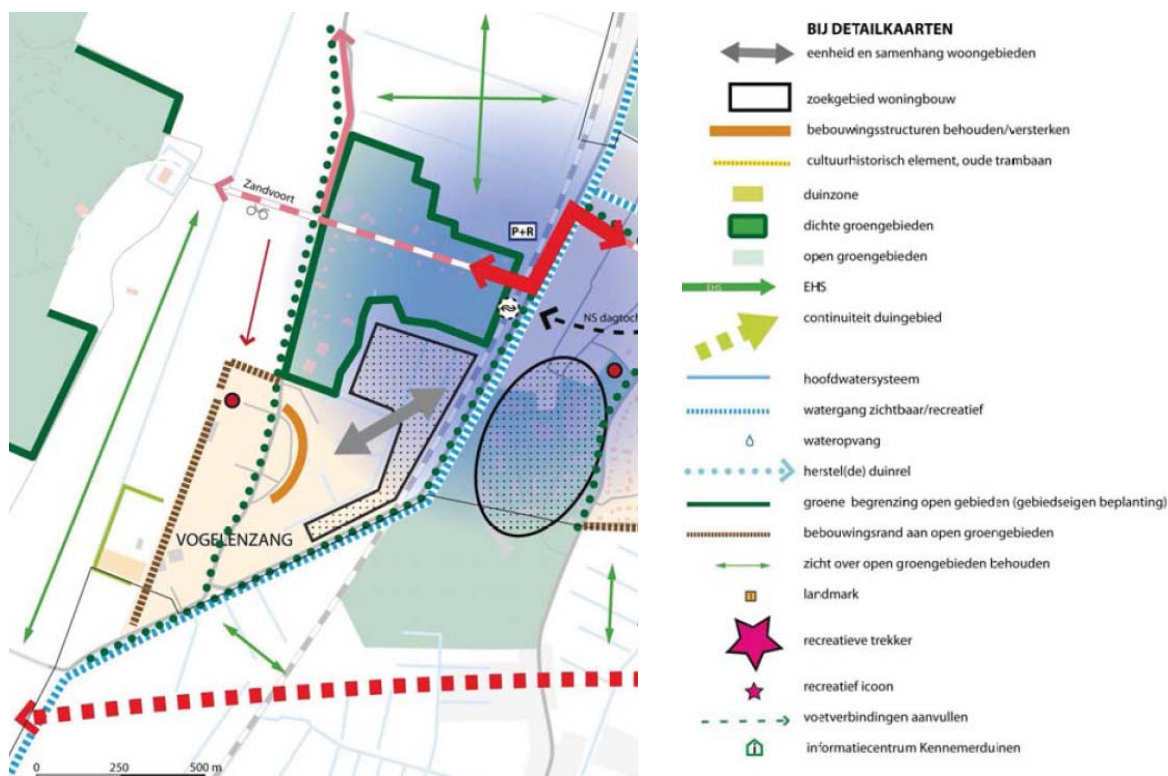 Zandvoort
P+R
NS dagtoch
VOGELENZANG
0 250 500 m
BIJ DETAILKAARTEN
eenheid en samenhang woongebieden
zoekgebied woningbouw
bebouwingsstructuren behouden/versterken
cultuurhistorisch element, oude trambaan
duinzone
dichte groengebieden
open groengebieden
EHS EHS
continuiteit duingebied
hoofdwatersysteem
watergang zichtbaar/recreatief
wateropvang
herstel(de) duinrel
groene begrenzing open gebieden (gebiedseigen beplanting)
bebouwingsrand aan open groengebieden
zicht over open groengebieden behouden
landmark
recreatieve trekker
recreatief icoon
voetverbindingen aanvullen
i informatiecentrum Kennemerduinen